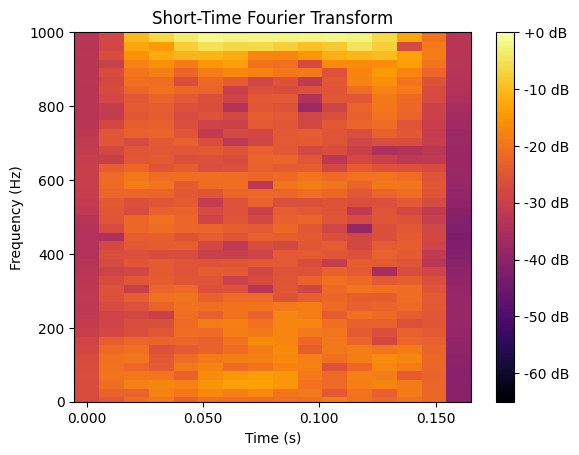 Short-Time Fourier Transform
1000
800
600
400
200
0
Frequency (Hz)
0.000
0.050
0.100
0.150
Time (s)
+0 dB
-10 dB
-20 dB
-30 dB
-40 dB
-50 dB
-60 dB